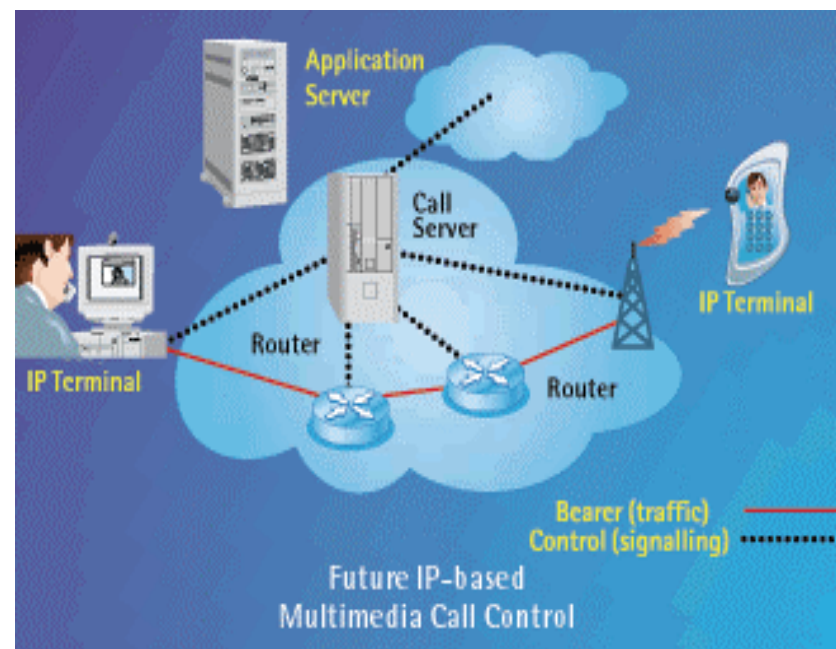 Application
Server
Call
Server
IP Terminal
Router
IP Terminal
Router
Bearer (traffic)
Control (signalling)
Future IP-based
Multimedia Call Control